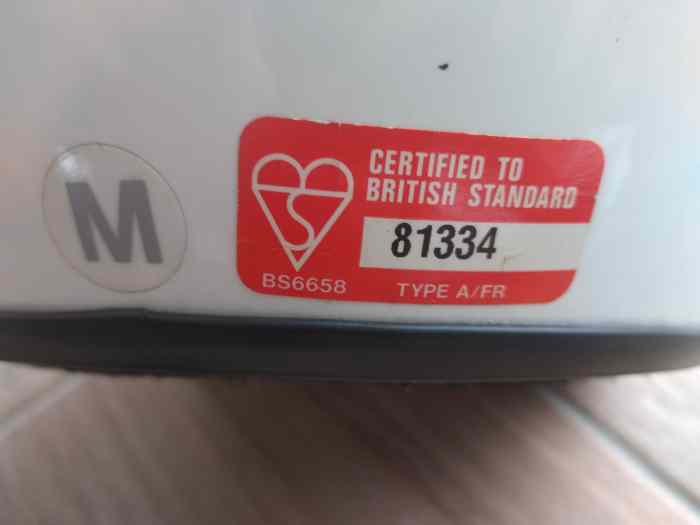 M
CERTIFIED TO
BRITISH STANDARD
81334
BS6658
TYPE A/FR